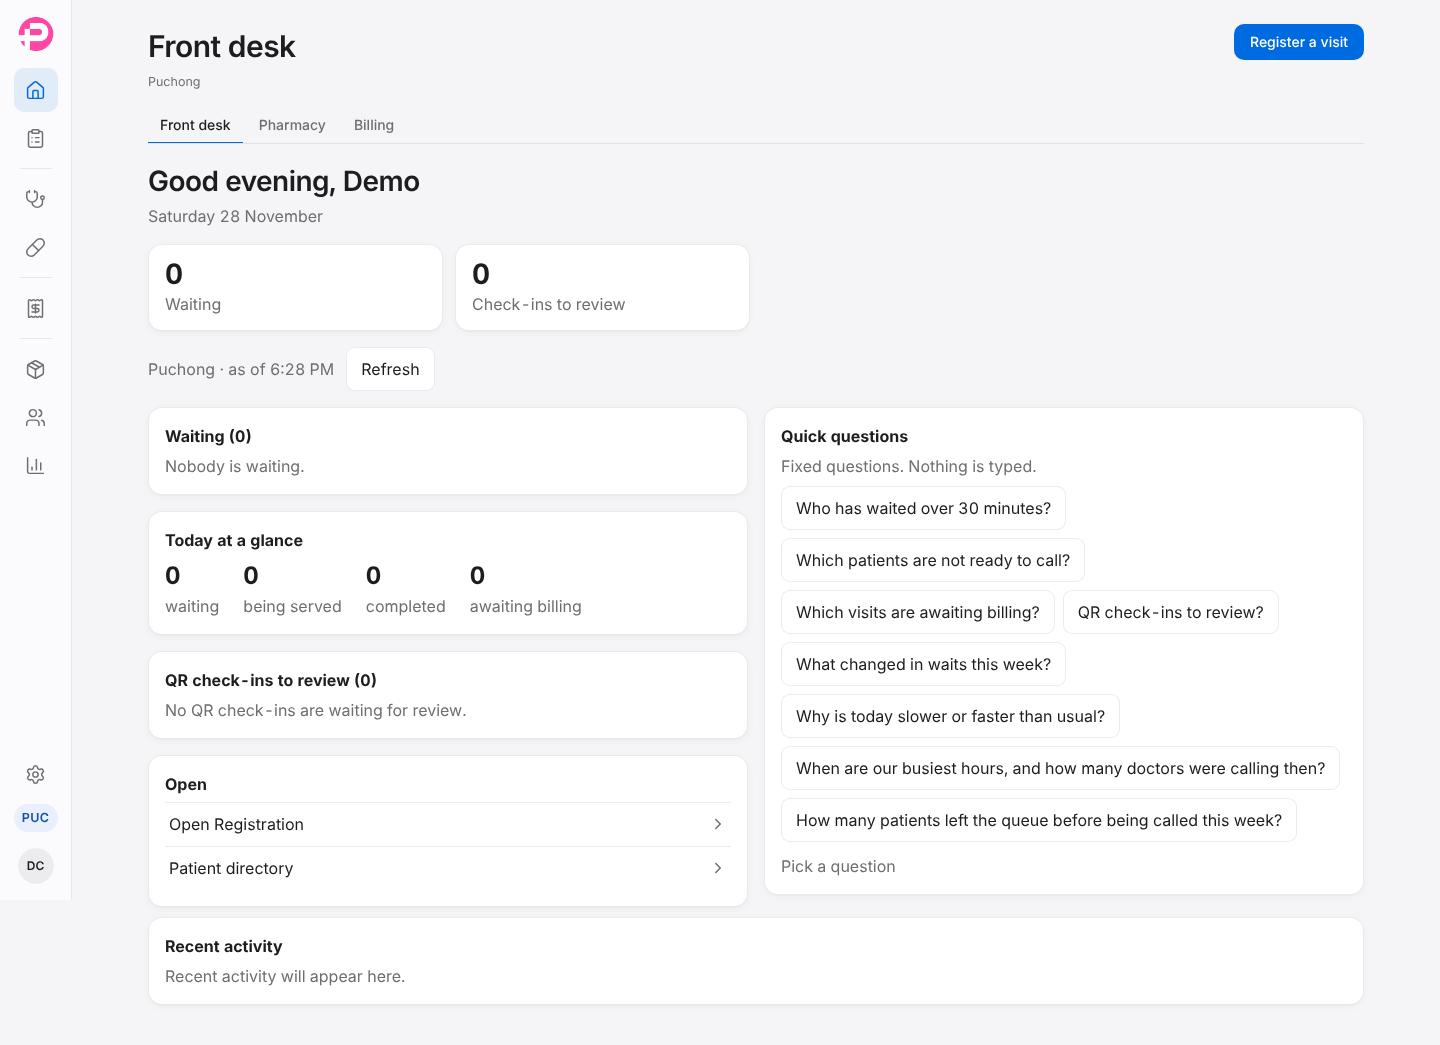 Front desk
Register a visit
Puchong
Front desk
Pharmacy
Billing
Good evening, Demo
Saturday 28 November
0
Waiting
0
Check-ins to review
Puchong · as of 6:28 PM
Refresh
Waiting (0)
Nobody is waiting.
Today at a glance
0
waiting
0
being served
0
completed
0
awaiting billing
QR check-ins to review (0)
No QR check-ins are waiting for review.
Open
Open Registration
Patient directory
Quick questions
Fixed questions. Nothing is typed.
Who has waited over 30 minutes?
Which patients are not ready to call?
Which visits are awaiting billing?
QR check-ins to review?
What changed in waits this week?
Why is today slower or faster than usual?
When are our busiest hours, and how many doctors were calling then?
How many patients left the queue before being called this week?
Pick a question
Recent activity
Recent activity will appear here.
PUC
DC